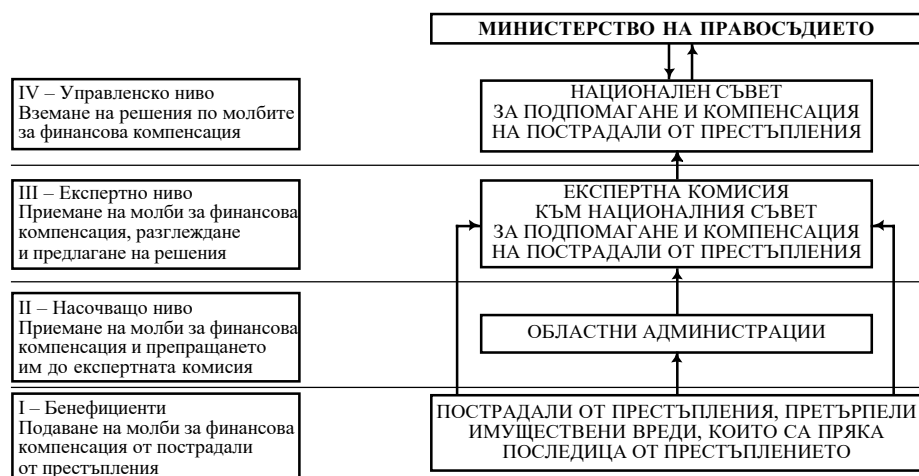 МИНИСТЕРСТВО НА ПРАВОСЪДИЕТО
IV – Управленско ниво
Вземане на решения по молбите
за финансова компенсация
НАЦИОНАЛЕН СЪВЕТ
ЗА ПОДПОМАГАНЕ И КОМПЕНСАЦИЯ
НА ПОСТРАДАЛИ ОТ ПРЕСТЪПЛЕНИЯ
III – Експертно ниво
Приемане на молби за финансова
компенсация, разглеждане
и предлагане на решения
ЕКСПЕРТНА КОМИСИЯ
КЪМ НАЦИОНАЛНИЯ СЪВЕТ
ЗА ПОДПОМАГАНЕ И КОМПЕНСАЦИЯ
НА ПОСТРАДАЛИ ОТ ПРЕСТЪПЛЕНИЯ
II – Насочващо ниво
Приемане на молби за финансова
компенсация и препращането
им до експертната комисия
ОБЛАСТНИ АДМИНИСТРАЦИИ
I – Бенефициенти
Подаване на молби за финансова
компенсация от пострадали
от престъпления
ПОСТРАДАЛИ ОТ ПРЕСТЪПЛЕНИЯ, ПРЕТЪРПЕЛИ
ИМУЩЕСТВЕНИ ВРЕДИ, КОИТО СА ПРЯКА
ПОСЛЕДИЦА ОТ ПРЕСТЪПЛЕНИЕТО